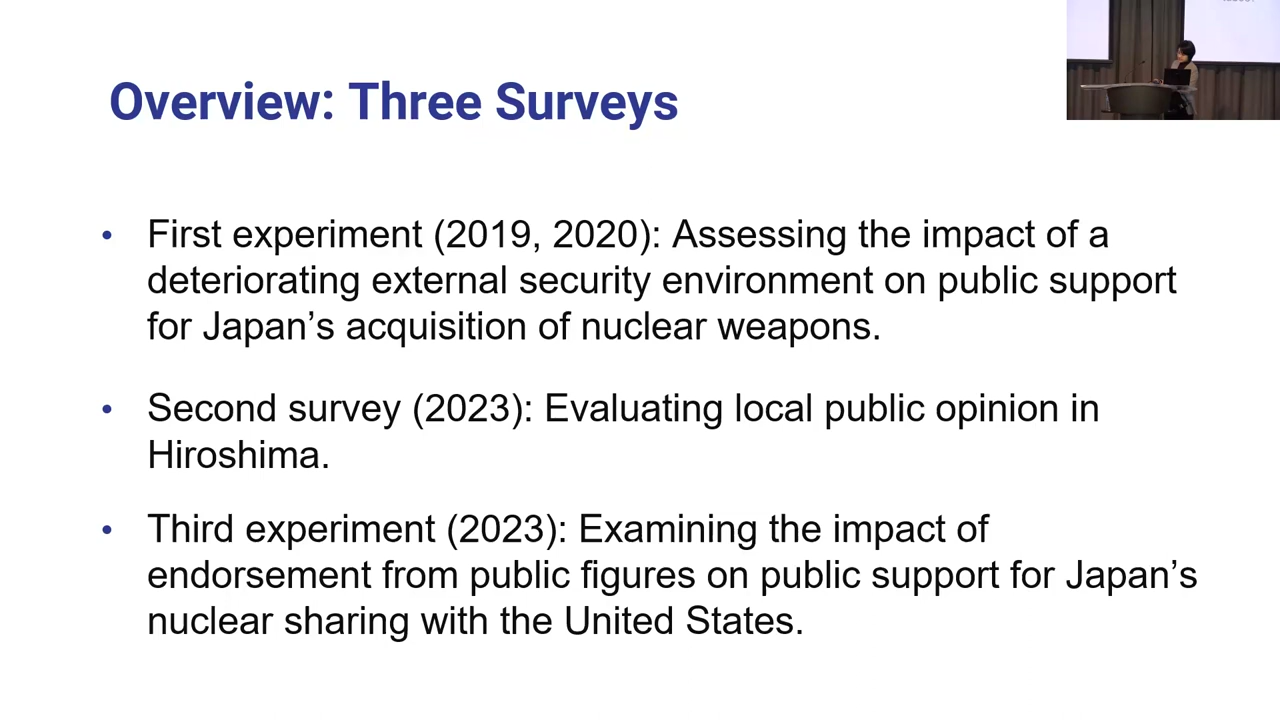 Overview: Three Surveys
• First experiment (2019, 2020): Assessing the impact of a
deteriorating external security environment on public support
for Japan’s acquisition of nuclear weapons.
• Second survey (2023): Evaluating local public opinion in
Hiroshima.
• Third experiment (2023): Examining the impact of
endorsement from public figures on public support for Japan’s
nuclear sharing with the United States.